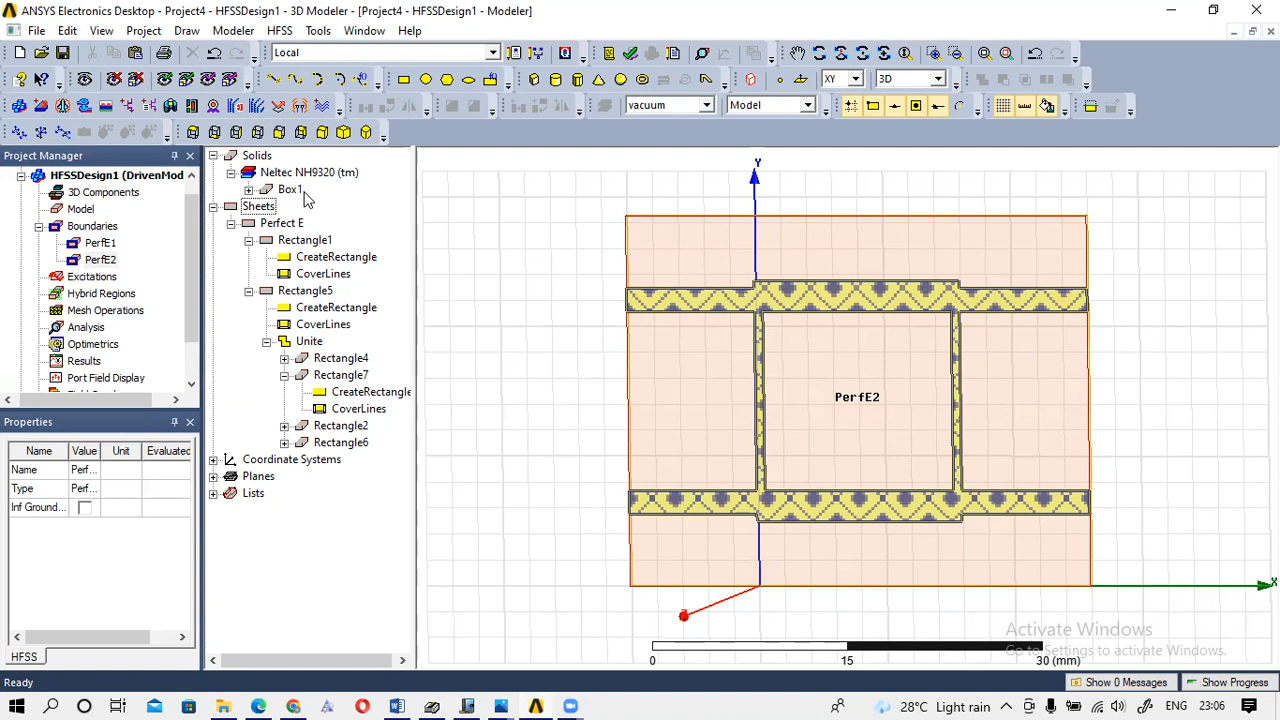 ANSYS Electronics Desktop - Project4 - HFSSDesign1 - 3D Modeler - [Project4 - HFSSDesign1 - Modeler]
File Edit View Project Draw Modeler HFSS Tools Window Help
Local
XY 3D
vacuum Model
Project Manager
HFSSDesign1 (DrivenMod
3D Components
Model
Boundaries
PerfE1
PerfE2
Excitations
Hybrid Regions
Mesh Operations
Analysis
Optimetrics
Results
Port Field Display
Properties
Name Value Unit Evaluated
Name Perf...
Type Perf...
Inf Ground...
HFSS
Solids
Neltec NH9320 (tm)
Box1
Sheets
Perfect E
Rectangle1
CreateRectangle
CoverLines
Rectangle5
CreateRectangle
CoverLines
Unite
Rectangle4
Rectangle7
CreateRectangle
CoverLines
Rectangle2
Rectangle6
Coordinate Systems
Planes
Lists
Y
PerfE2
X
0 15 30 (mm)
Activate Windows
Go to Settings to activate Windows.
Ready
Show 0 Messages Show Progress
28°C Light rain ENG 23:06